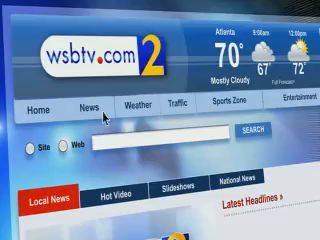 Atlanta 9:00am 12:00pm
wsbtv.com 2
70° 67° 72°
Mostly Cloudy Full Forecast
Home News Weather Traffic Sports Zone Entertainment
Site Web SEARCH
Local News Hot Video Slideshows National News
Latest Headlines »